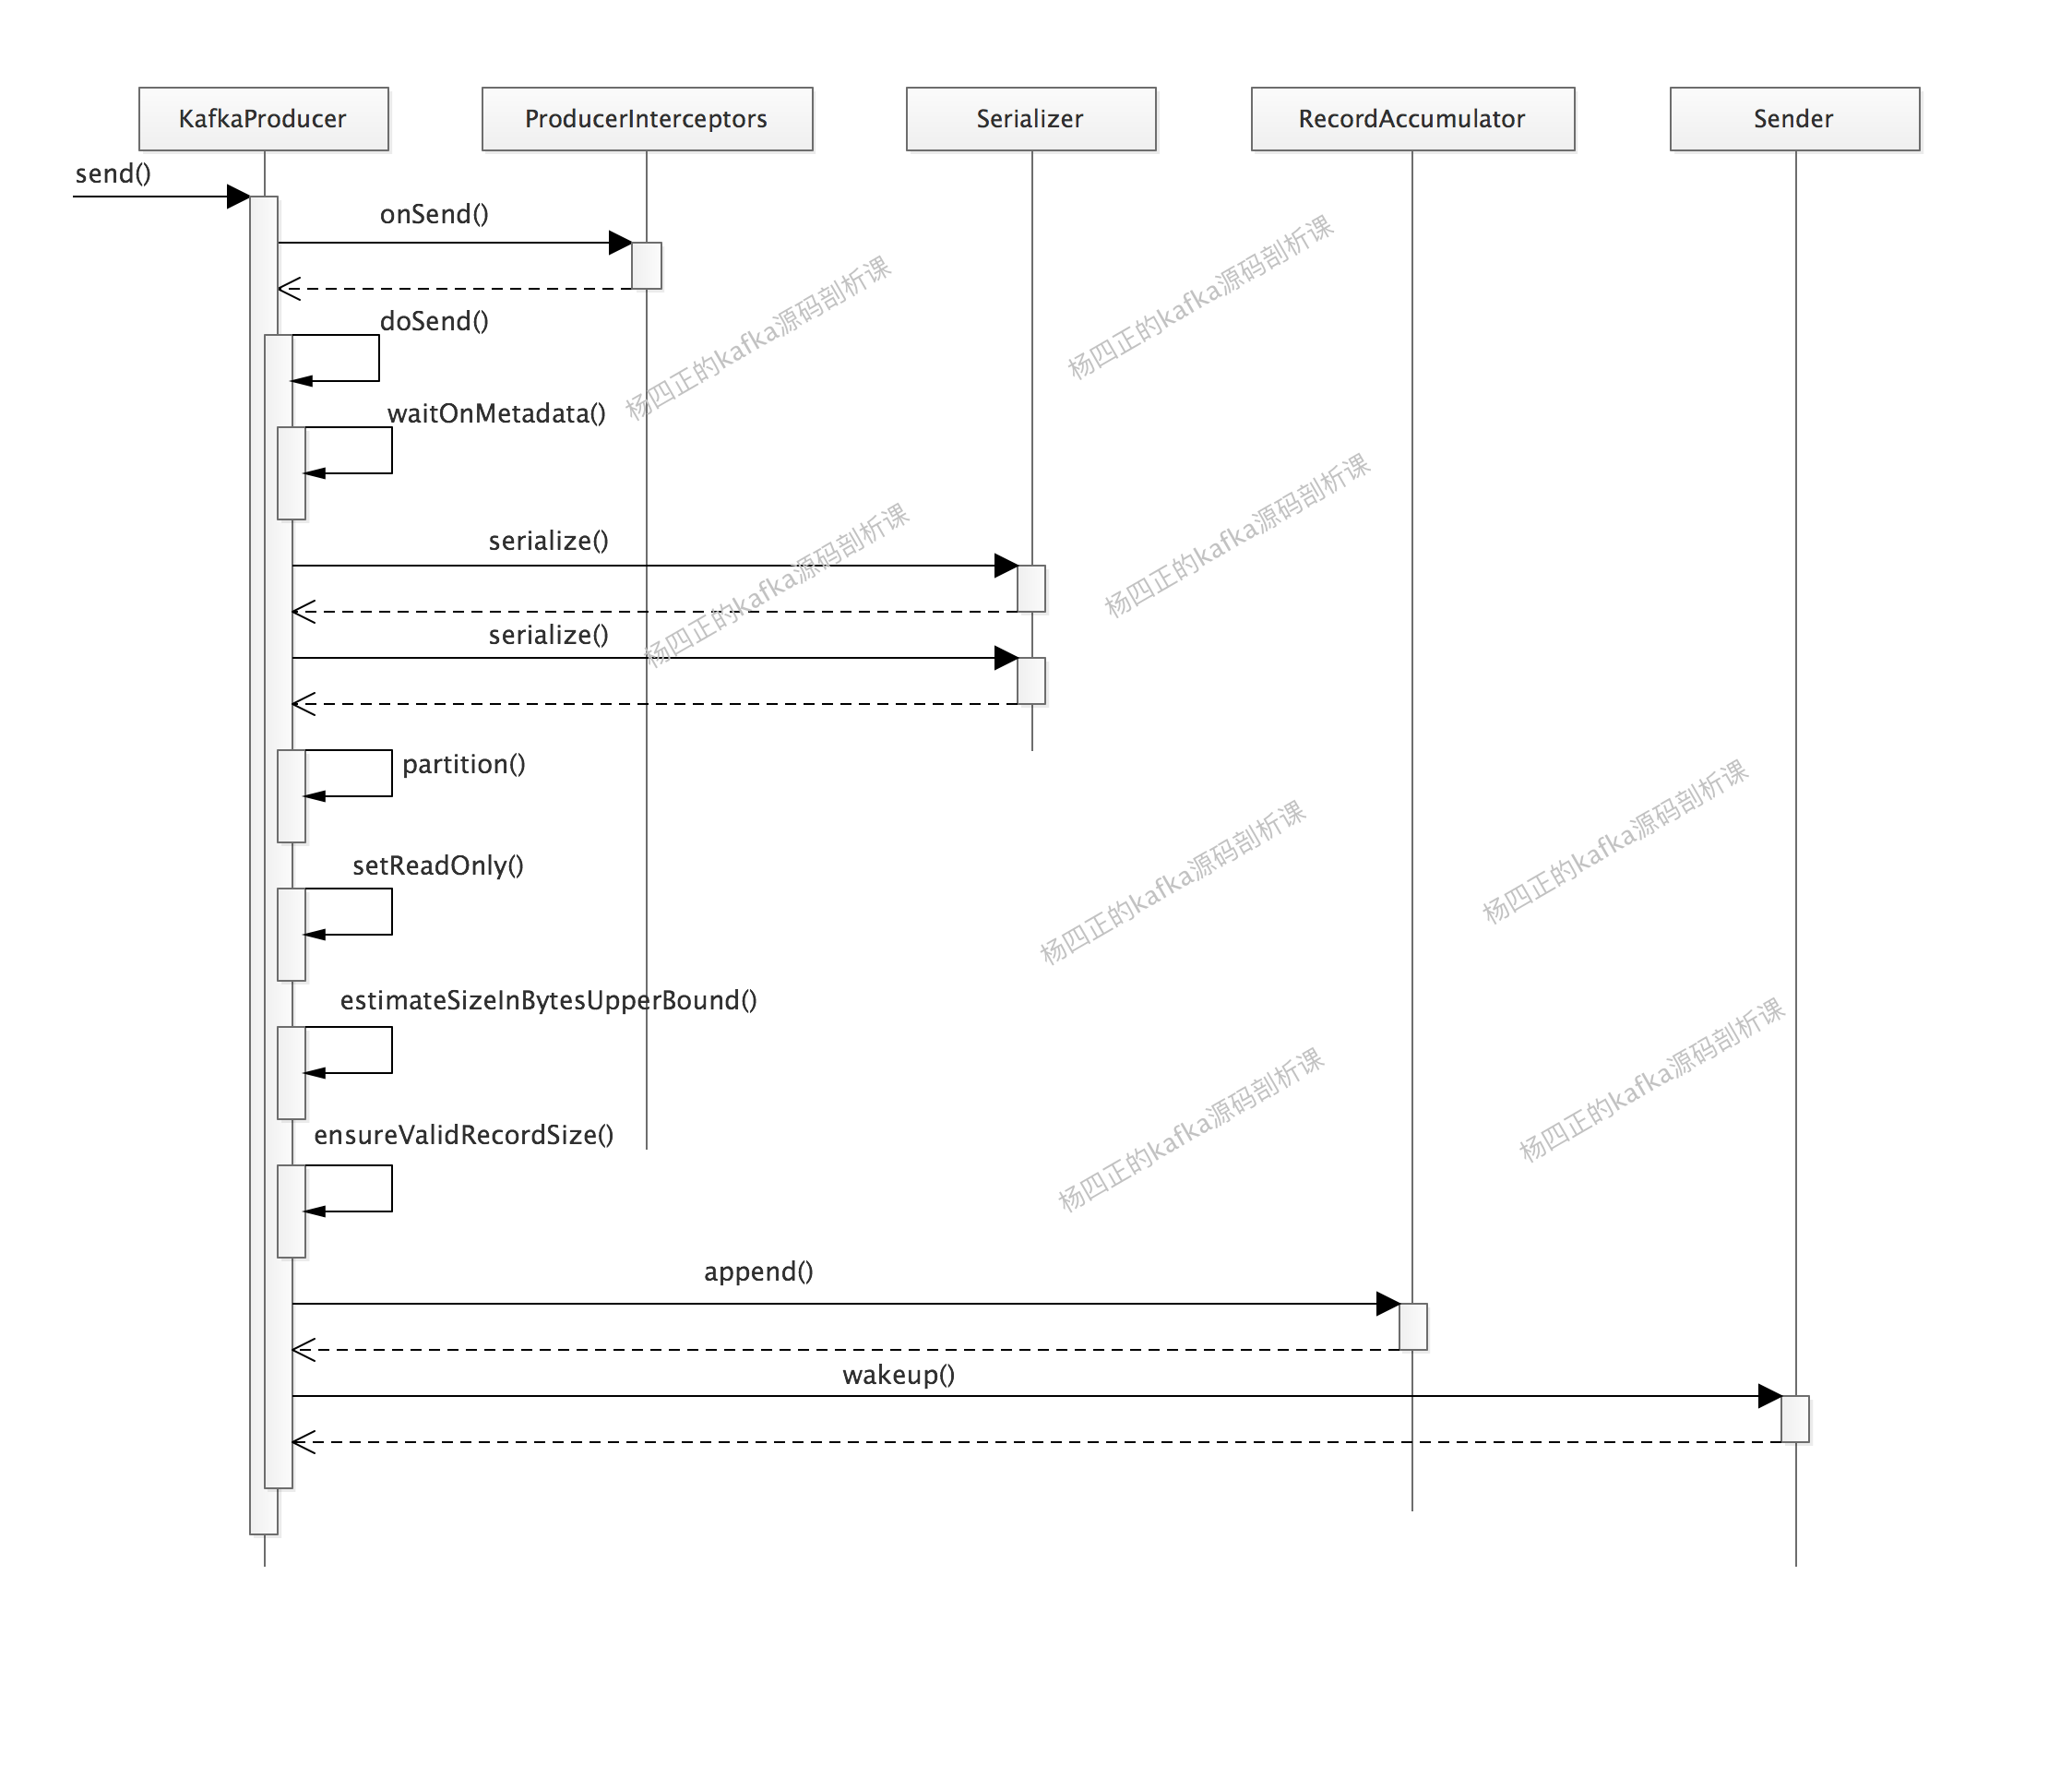 KafkaProducer
ProducerInterceptors
Serializer
RecordAccumulator
Sender
send()
onSend()
doSend()
waitOnMetadata()
serialize()
serialize()
partition()
setReadOnly()
estimateSizeInBytesUpperBound()
ensureValidRecordSize()
append()
wakeup()
杨四正的kafka源码剖析课
杨四正的kafka源码剖析课
杨四正的kafka源码剖析课
杨四正的kafka源码剖析课
杨四正的kafka源码剖析课
杨四正的kafka源码剖析课
杨四正的kafka源码剖析课
杨四正的kafka源码剖析课